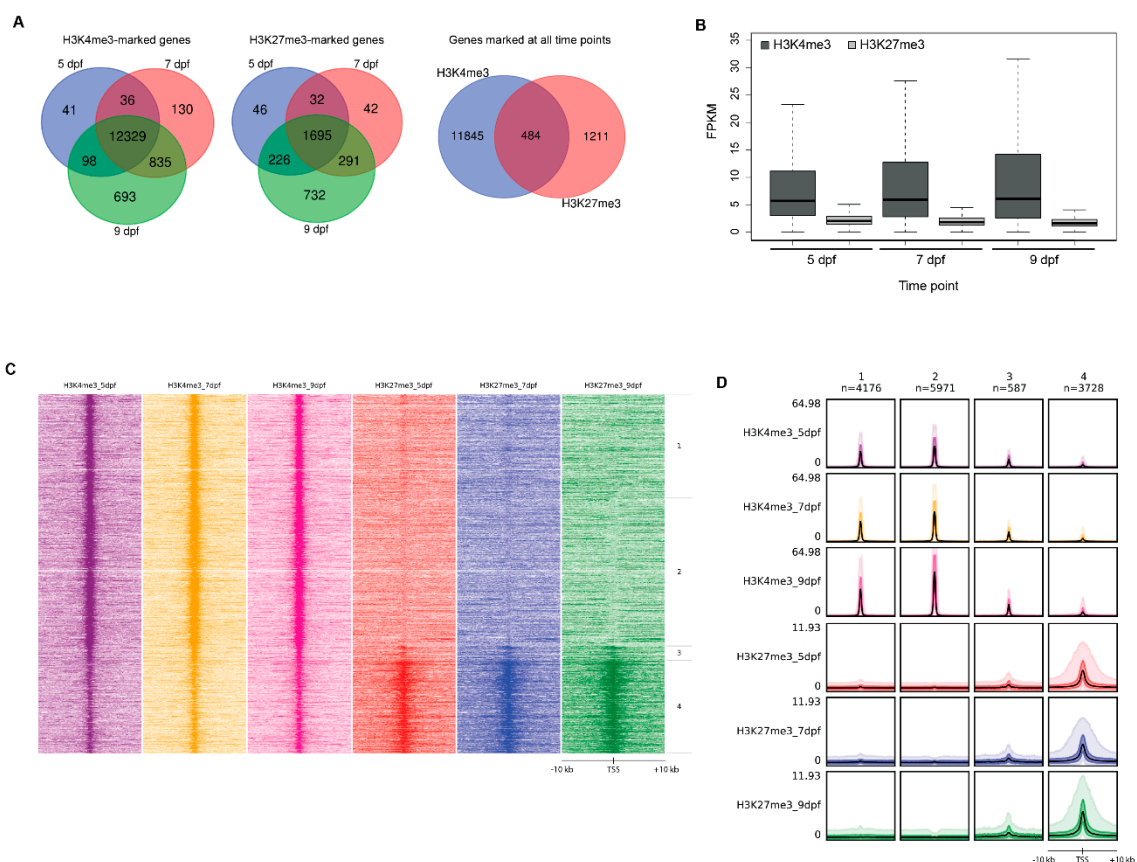 A
H3K4me3-marked genes
H3K27me3-marked genes
Genes marked at all time points
5 dpf
7 dpf
5 dpf
7 dpf
H3K4me3
41
36
130
46
32
42
12329
1695
11845
484
1211
98
835
226
291
693
732
H3K27me3
9 dpf
9 dpf
B
H3K4me3
H3K27me3
35
30
25
20
15
10
5
0
FPKM
5 dpf
7 dpf
9 dpf
Time point
C
H3K4me3_5dpf
H3K4me3_7dpf
H3K4me3_9dpf
H3K27me3_5dpf
H3K27me3_7dpf
H3K27me3_9dpf
1
2
3
4
-10 kb
TSS
+10 kb
D
1
2
3
4
n=4176
n=5971
n=587
n=3728
64.98
H3K4me3_5dpf
0
64.98
H3K4me3_7dpf
0
64.98
H3K4me3_9dpf
0
11.93
H3K27me3_5dpf
0
11.93
H3K27me3_7dpf
0
11.93
H3K27me3_9dpf
0
-10 kb
TSS
+10 kb